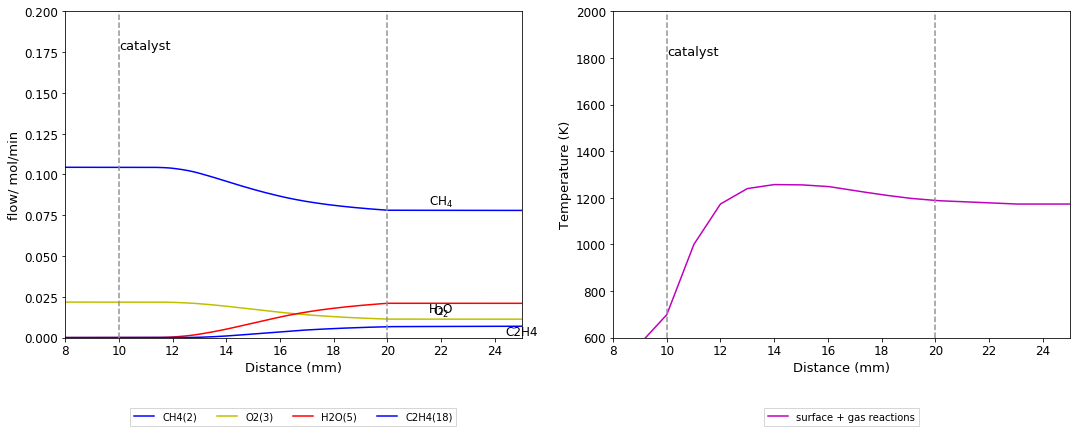 0.200
0.175
0.150
0.125
0.100
0.075
0.050
0.025
0.000
flow/ mol/min
catalyst
CH₄
H₂O
O₂
C2H4
8 10 12 14 16 18 20 22 24
Distance (mm)
CH4(2) O2(3) H2O(5) C2H4(18)
2000
1800
1600
1400
1200
1000
800
600
Temperature (K)
catalyst
8 10 12 14 16 18 20 22 24
Distance (mm)
surface + gas reactions